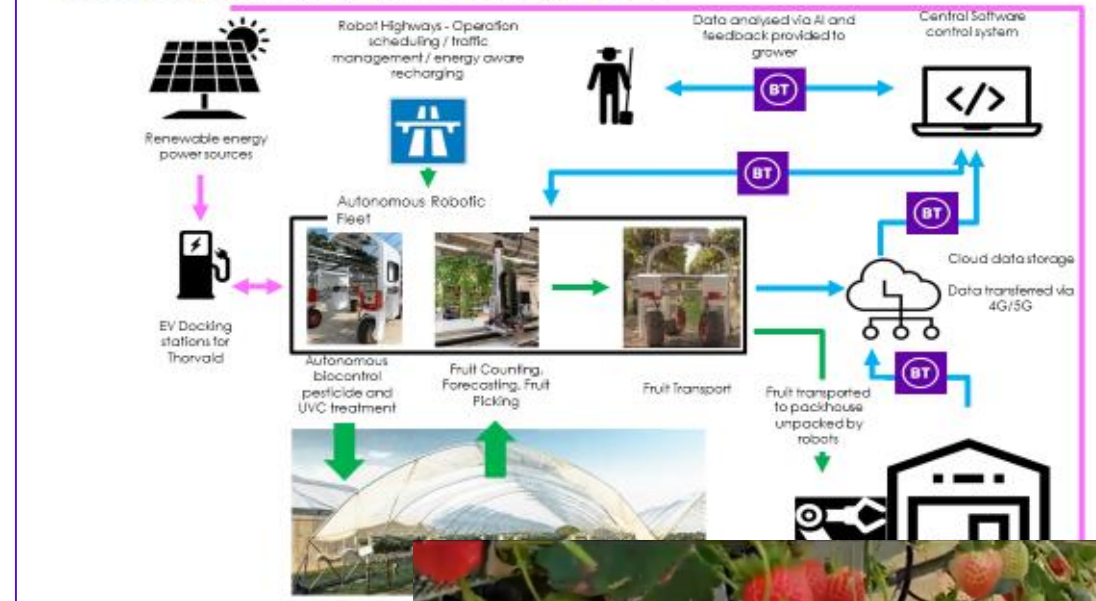 Robot Highways - Operation
scheduling / traffic
management / energy aware
recharging
Data analysed via AI and
feedback provided to
grower
Central Software
control system
BT
</>
Renewable energy
power sources
BT
Autonomous Robotic
Fleet
BT
Cloud data storage
Data transferred via
4G/5G
EV Docking
stations for
Thorvald
BT
Autonomous
biocontrol
pesticide and
UVC treatment
Fruit Counting,
Forecasting, Fruit
Picking
Fruit Transport
Fruit transported
to packhouse
unpacked by
robots